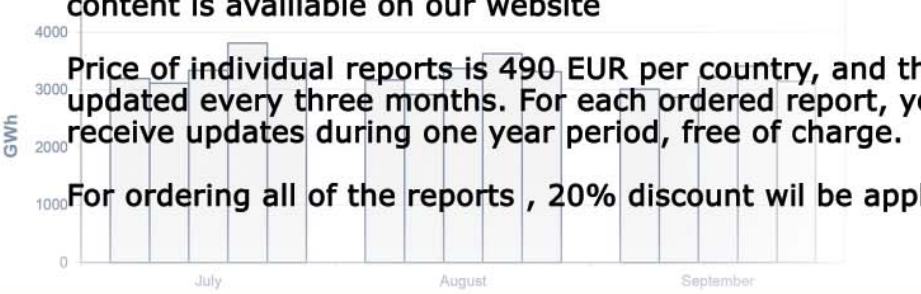 content is availiable on our website
4000
Price of individual reports is 490 EUR per country, and th
3000
updated every three months. For each ordered report, ye
GWh
2000
receive updates during one year period, free of charge.
1000
For ordering all of the reports , 20% discount wil be appl
0
July August September